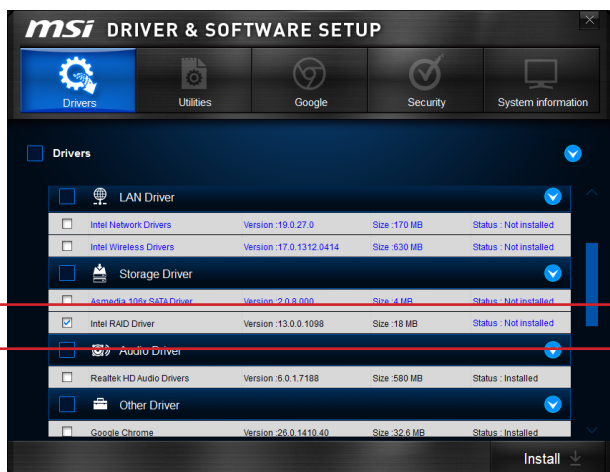 msi DRIVER & SOFTWARE SETUP
Drivers Utilities Google Security System information
Drivers
LAN Driver
Intel Network Drivers Version :19.0.27.0 Size :170 MB Status : Not installed
Intel Wireless Drivers Version :17.0.1312.0414 Size :630 MB Status : Not installed
Storage Driver
Asmedia 106x SATA Driver Version :2.0.8.000 Size :4 MB Status : Not installed
Intel RAID Driver Version :13.0.0.1098 Size :18 MB Status : Not installed
Audio Driver
Realtek HD Audio Drivers Version :6.0.1.7188 Size :580 MB Status : Installed
Other Driver
Google Chrome Version :26.0.1410.40 Size :32.6 MB Status : Installed
Install